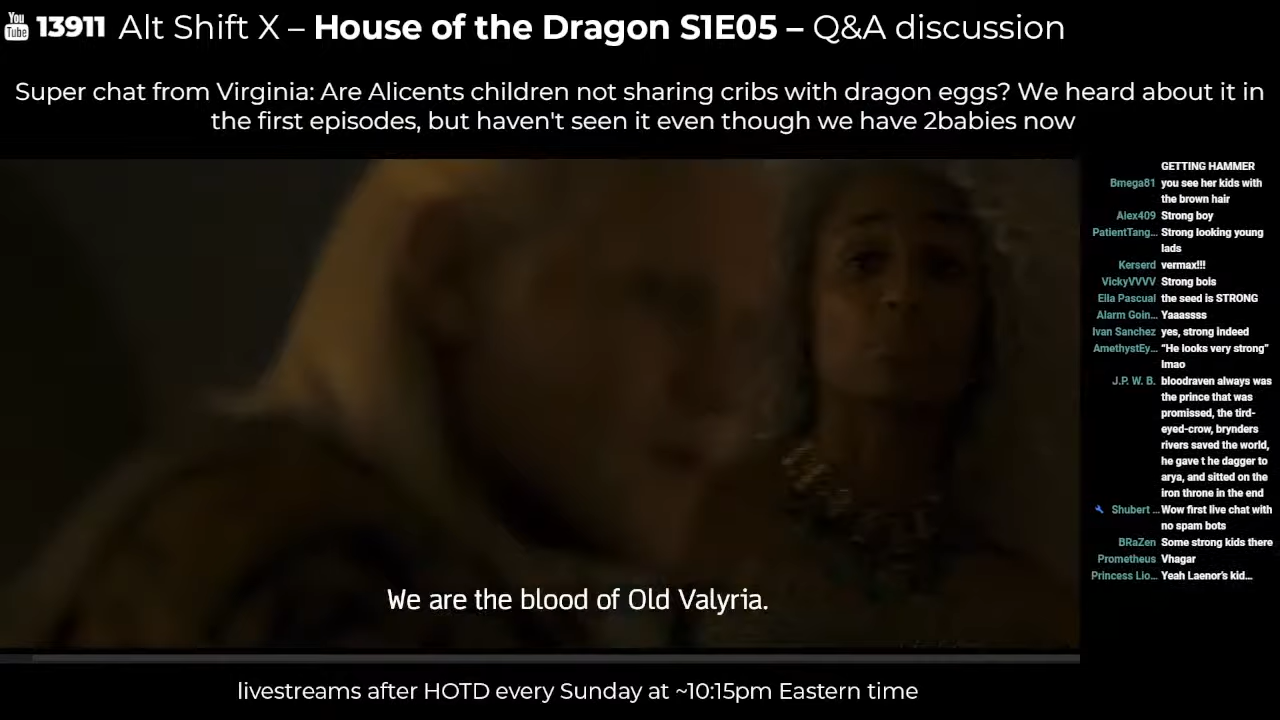 You Tube 13911 Alt Shift X – House of the Dragon S1E05 – Q&A discussion
Super chat from Virginia: Are Alicents children not sharing cribs with dragon eggs? We heard about it in
the first episodes, but haven't seen it even though we have 2babies now
GETTING HAMMER
Bmega81 you see her kids with
the brown hair
Alex409 Strong boy
PatientTang... Strong looking young
lads
Kerserd vermax!!!
VickyVVVV Strong bois
Ella Pascual the seed is STRONG
Alarm Goin... Yaaassss
Ivan Sanchez yes, strong indeed
AmethystEy... “He looks very strong”
lmao
J.P. W. B. bloodraven always was
the prince that was
promissed, the tird-
eyed-crow, brynders
rivers saved the world,
he gave t he dagger to
arya, and sitted on the
iron throne in the end
Shubert ... Wow first live chat with
no spam bots
BRaZen Some strong kids there
Prometheus Vhagar
Princess Lio... Yeah Laenor's kid...
We are the blood of Old Valyria.
livestreams after HOTD every Sunday at ~10:15pm Eastern time